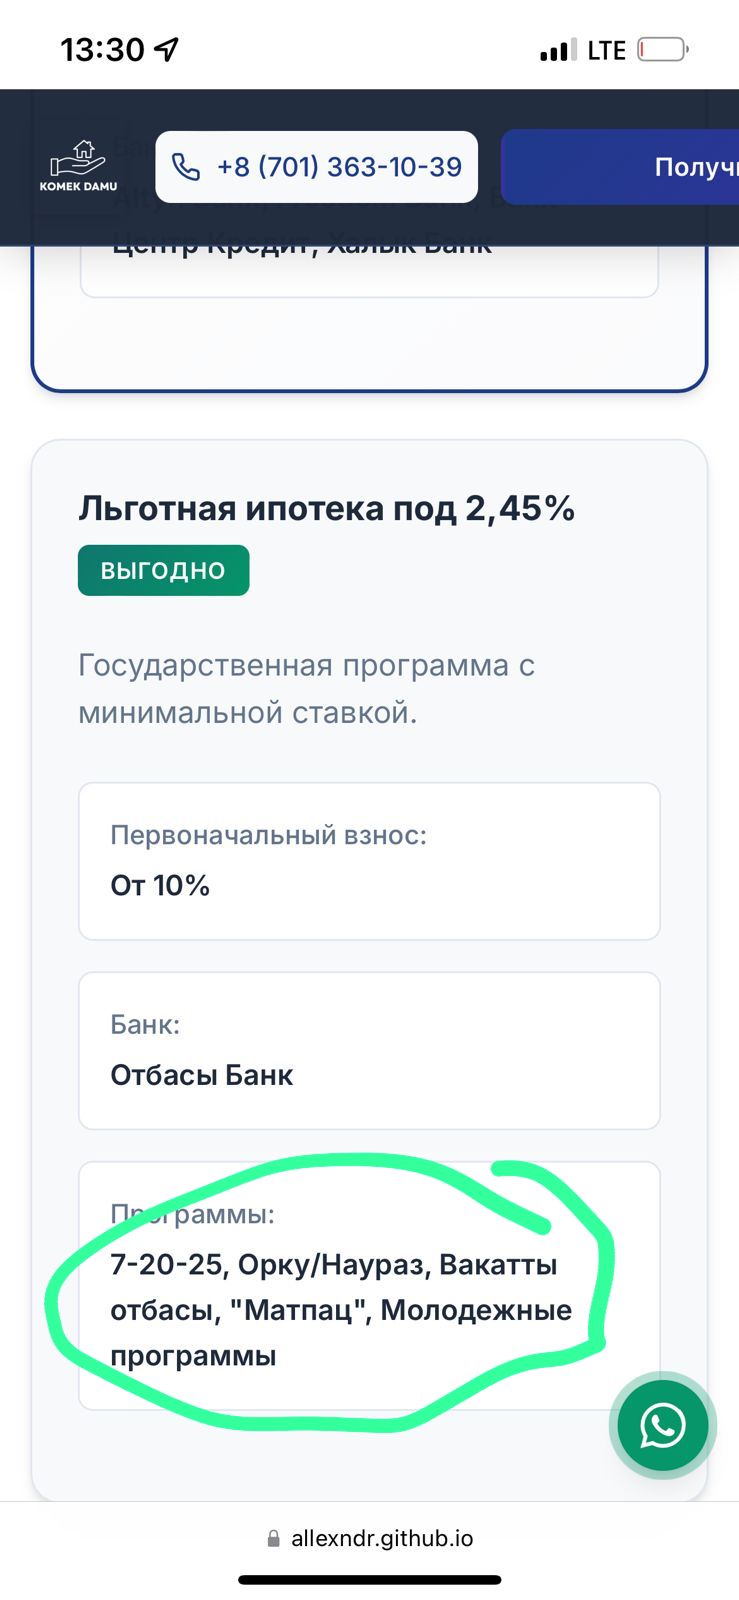 13:30
LTE
KOMEK DAMU
+8 (701) 363-10-39
Получ
Центр Кредит, Халык Банк
Льготная ипотека под 2,45%
ВЫГОДНО
Государственная программа с
минимальной ставкой.
Первоначальный взнос:
От 10%
Банк:
Отбасы Банк
Программы:
7-20-25, Орку/Наураз, Вакатты
отбасы, "Матпац", Молодежные
программы
allexndr.github.io